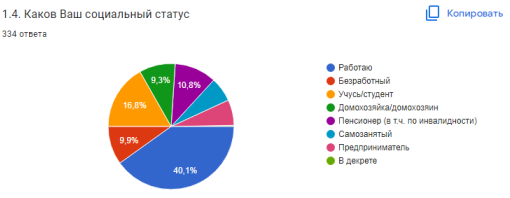 1.4. Каков Ваш социальный статус
Копировать
334 ответа
9,3%
10,8%
16,8%
9,9%
40,1%
Работаю
Безработный
Учусь/студент
Домохозяйка/домохозяин
Пенсионер (в т.ч. по инвалидности)
Самозанятый
Предприниматель
В декрете